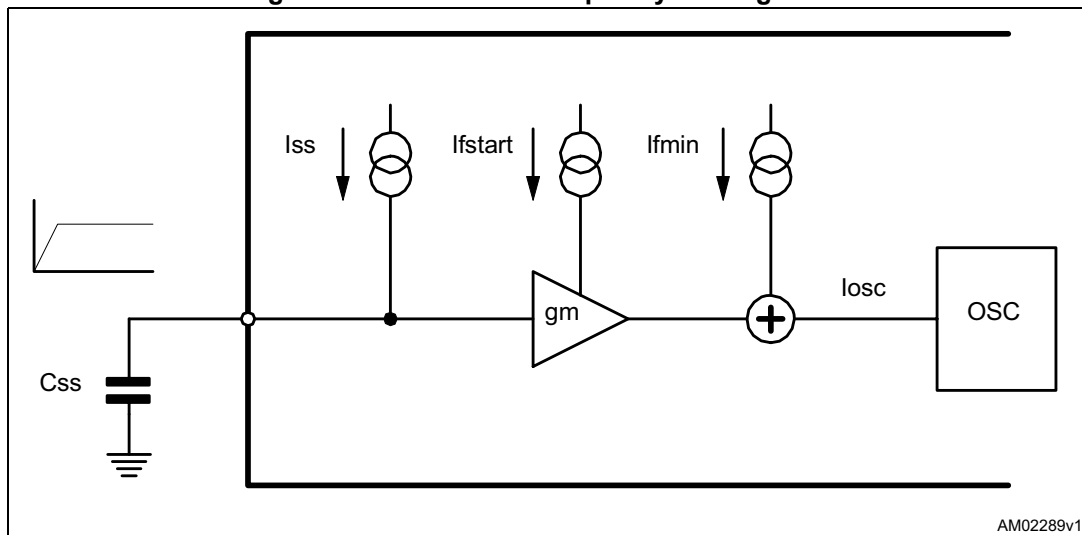 Iss
Ifstart
Ifmin
gm
+
Iosc
OSC
Css
AM02289v1